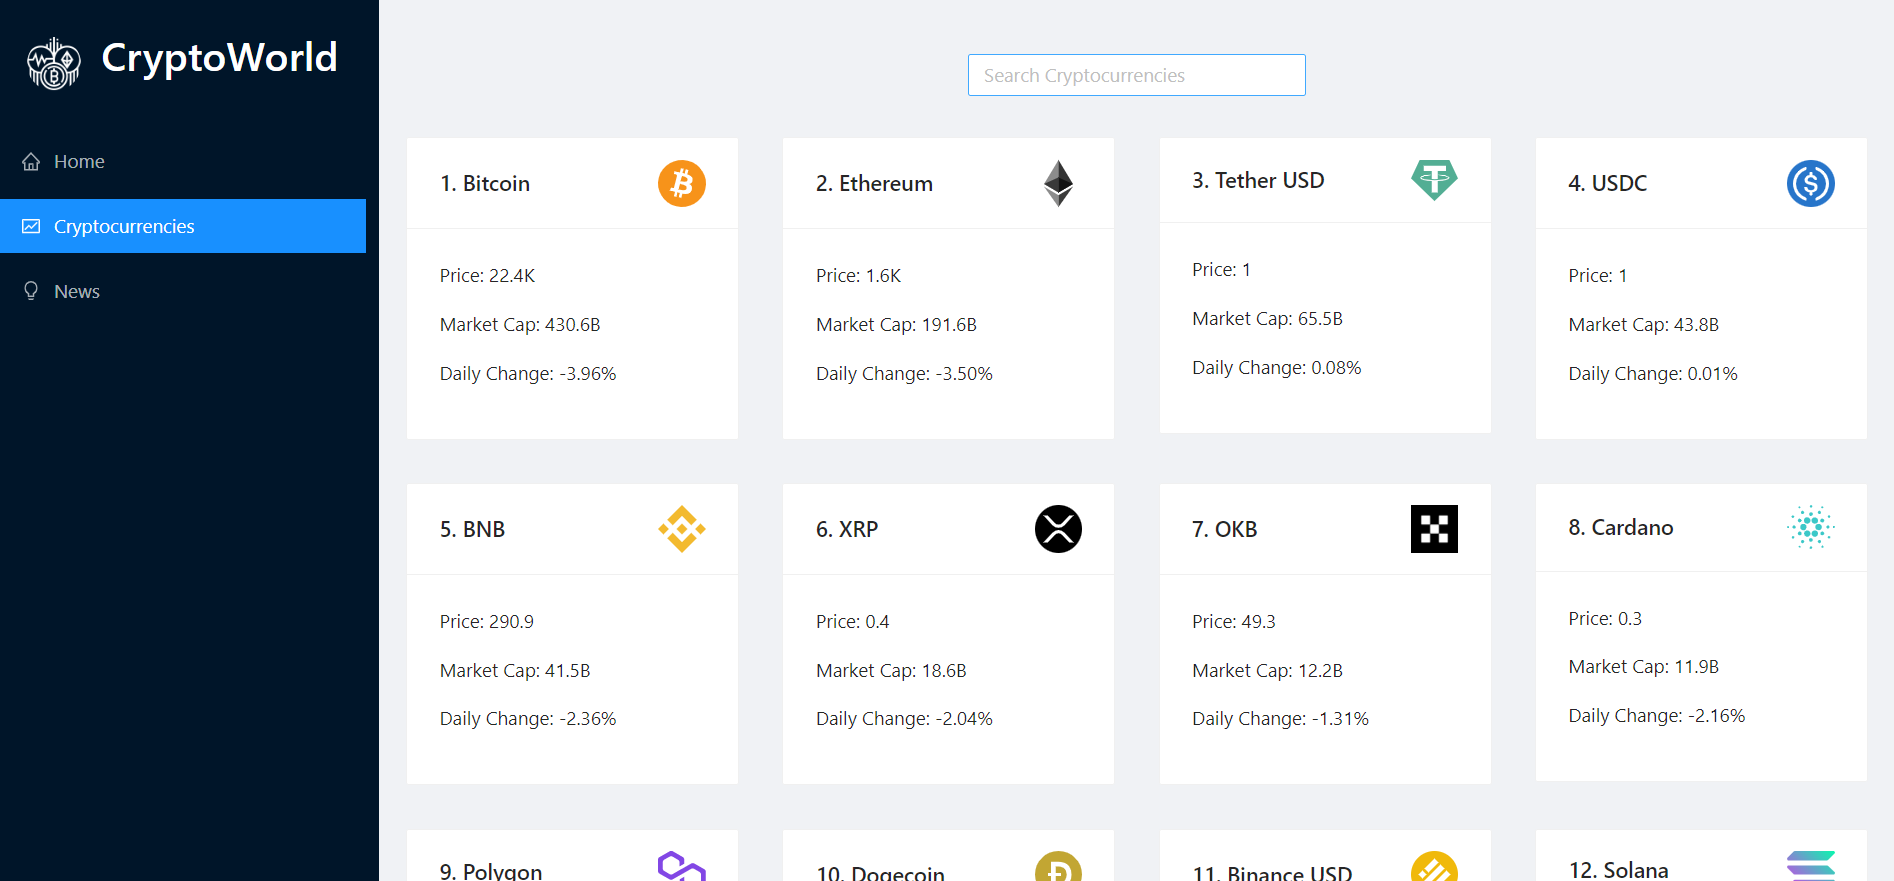 CryptoWorld
Home
Cryptocurrencies
News
Search Cryptocurrencies
1. Bitcoin
Price: 22.4K
Market Cap: 430.6B
Daily Change: -3.96%
2. Ethereum
Price: 1.6K
Market Cap: 191.6B
Daily Change: -3.50%
3. Tether USD
Price: 1
Market Cap: 65.5B
Daily Change: 0.08%
4. USDC
Price: 1
Market Cap: 43.8B
Daily Change: 0.01%
5. BNB
Price: 290.9
Market Cap: 41.5B
Daily Change: -2.36%
6. XRP
Price: 0.4
Market Cap: 18.6B
Daily Change: -2.04%
7. OKB
Price: 49.3
Market Cap: 12.2B
Daily Change: -1.31%
8. Cardano
Price: 0.3
Market Cap: 11.9B
Daily Change: -2.16%
9. Polygon
10. Dogecoin
11. Binance USD
12. Solana